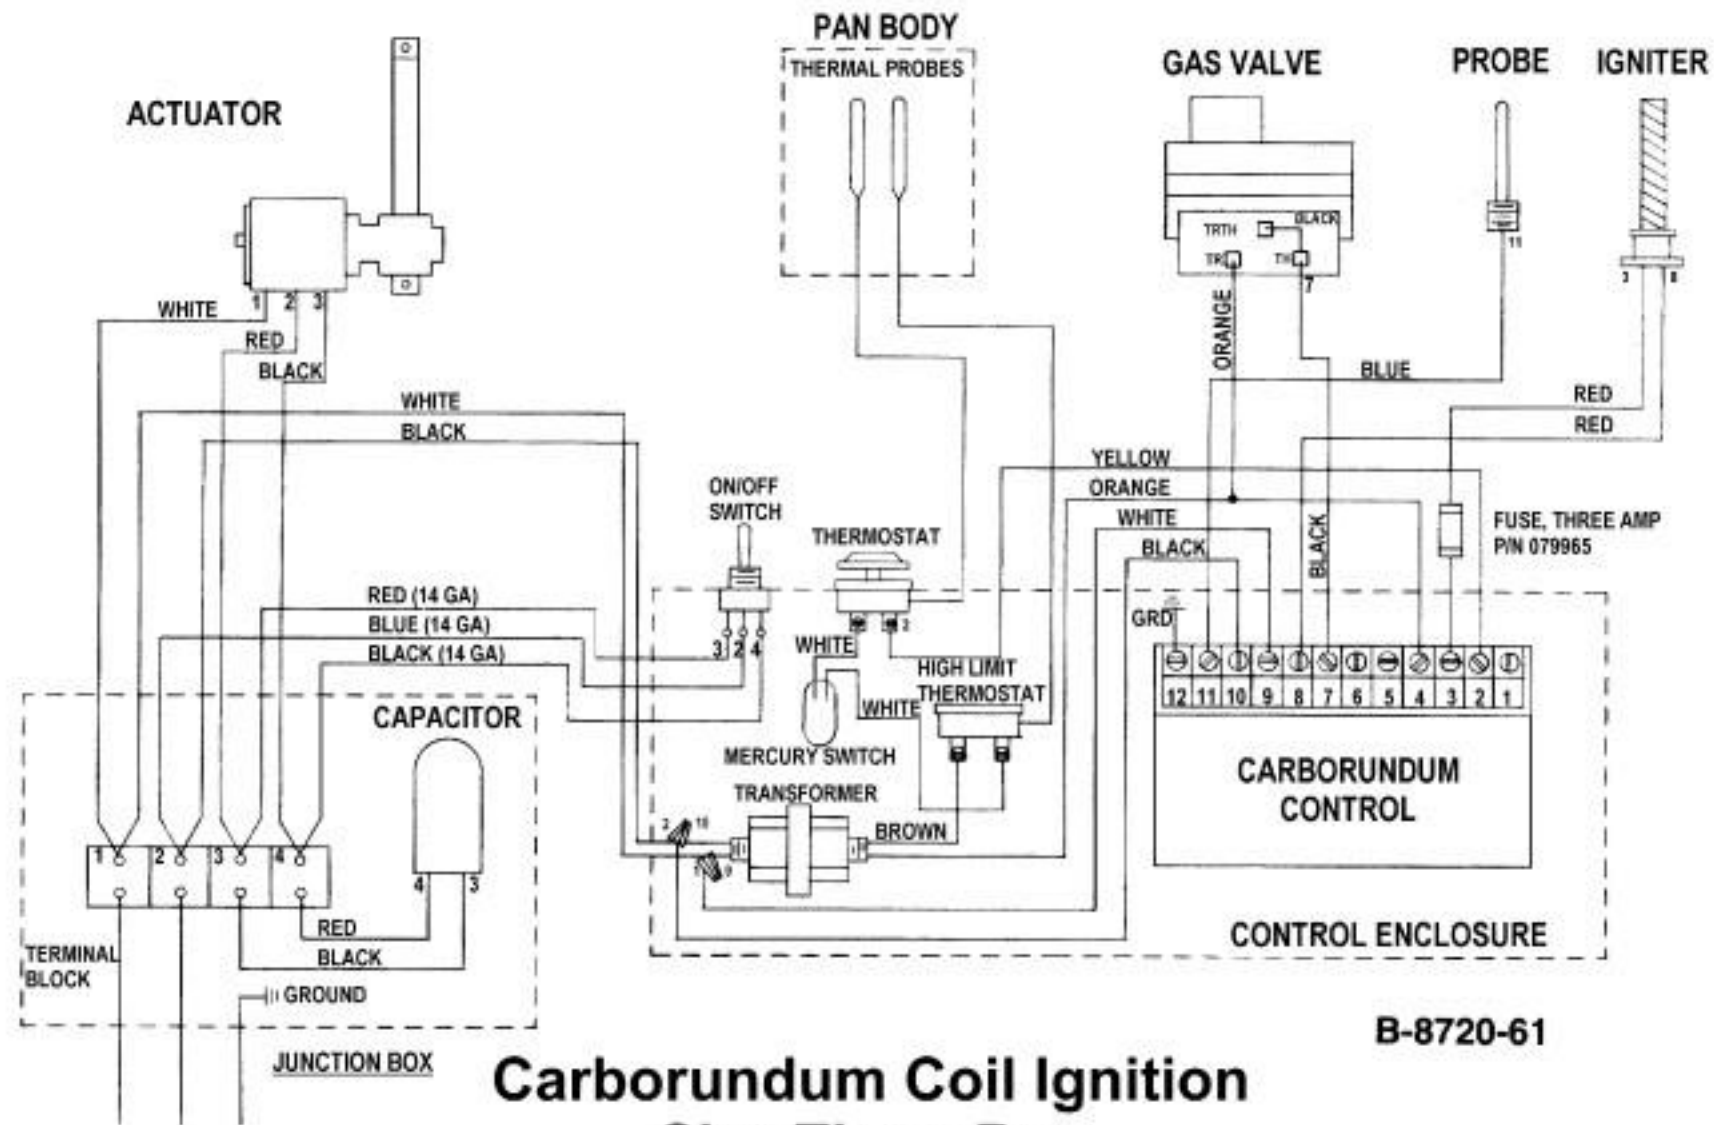 PAN BODY
THERMAL PROBES
GAS VALVE
PROBE
IGNITER
ACTUATOR
TRTH
BLACK
TR
TH
7
11
3 8
1 2 3
WHITE
RED
BLACK
ORANGE
BLUE
RED
RED
WHITE
BLACK
YELLOW
ORANGE
WHITE
BLACK
BLACK
ON/OFF
SWITCH
THERMOSTAT
FUSE, THREE AMP
P/N 079965
RED (14 GA)
BLUE (14 GA)
BLACK (14 GA)
3 2 4
2
WHITE
GRD
HIGH LIMIT
THERMOSTAT
WHITE
MERCURY SWITCH
12 11 10 9 8 7 6 5 4 3 2 1
CARBORUNDUM
CONTROL
CAPACITOR
TRANSFORMER
BROWN
2 10
1 9
1 2 3 4
4 3
RED
BLACK
TERMINAL
BLOCK
GROUND
CONTROL ENCLOSURE
JUNCTION BOX
B-8720-61
Carborundum Coil Ignition